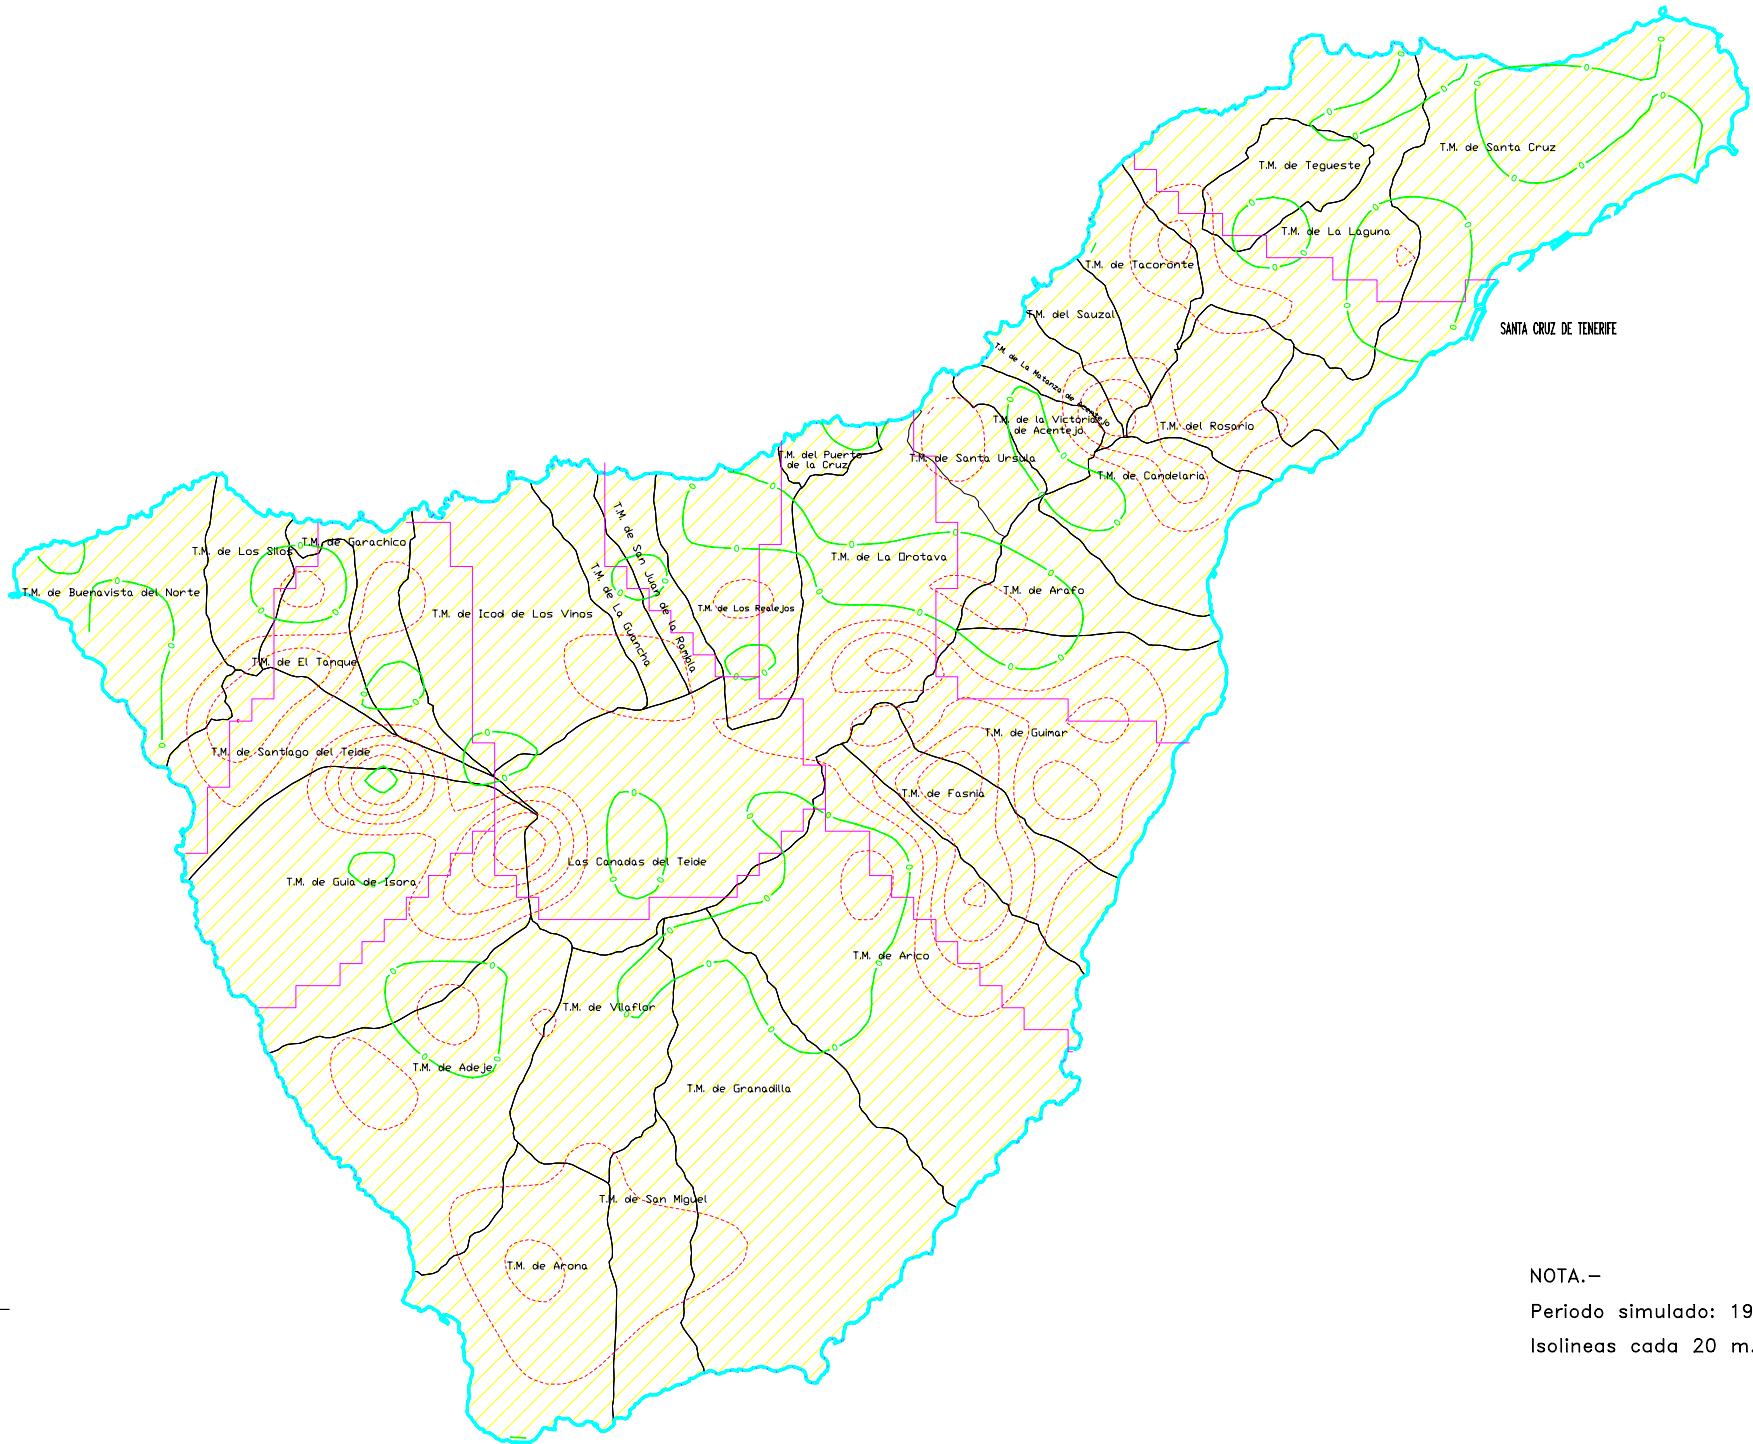 T.M. de Santa Cruz
T.M. de Tegueste
T.M. de La Laguna
T.M. de Tacoronte
T.M. del Sauzal
SANTA CRUZ DE TENERIFE
T.M. de La Matanza de Acentejo
T.M. de la Victoria
de Acentejo
T.M. del Rosario
T.M. del Puerto
de la Cruz
T.M. de Santa Ursula
T.M. de Candelaria
T.M. de Garachico
T.M. de Los Silos
T.M. de San Juan de la Rambla
T.M. de La Orotava
T.M. de Buenavista del Norte
T.M. de La Guancha
T.M. de Arafo
T.M. de Icod de Los Vinos
T.M. de Los Realejos
T.M. de El Tanque
T.M. de Guimar
T.M. de Santiago del Teide
T.M. de Fasnia
Las Canadas del Teide
T.M. de Guia de Isora
T.M. de Arico
T.M. de Vilaflor
T.M. de Adeje
T.M. de Granadilla
T.M. de San Miguel
T.M. de Arona
NOTA.-
Periodo simulado: 19
Isolineas cada 20 m.